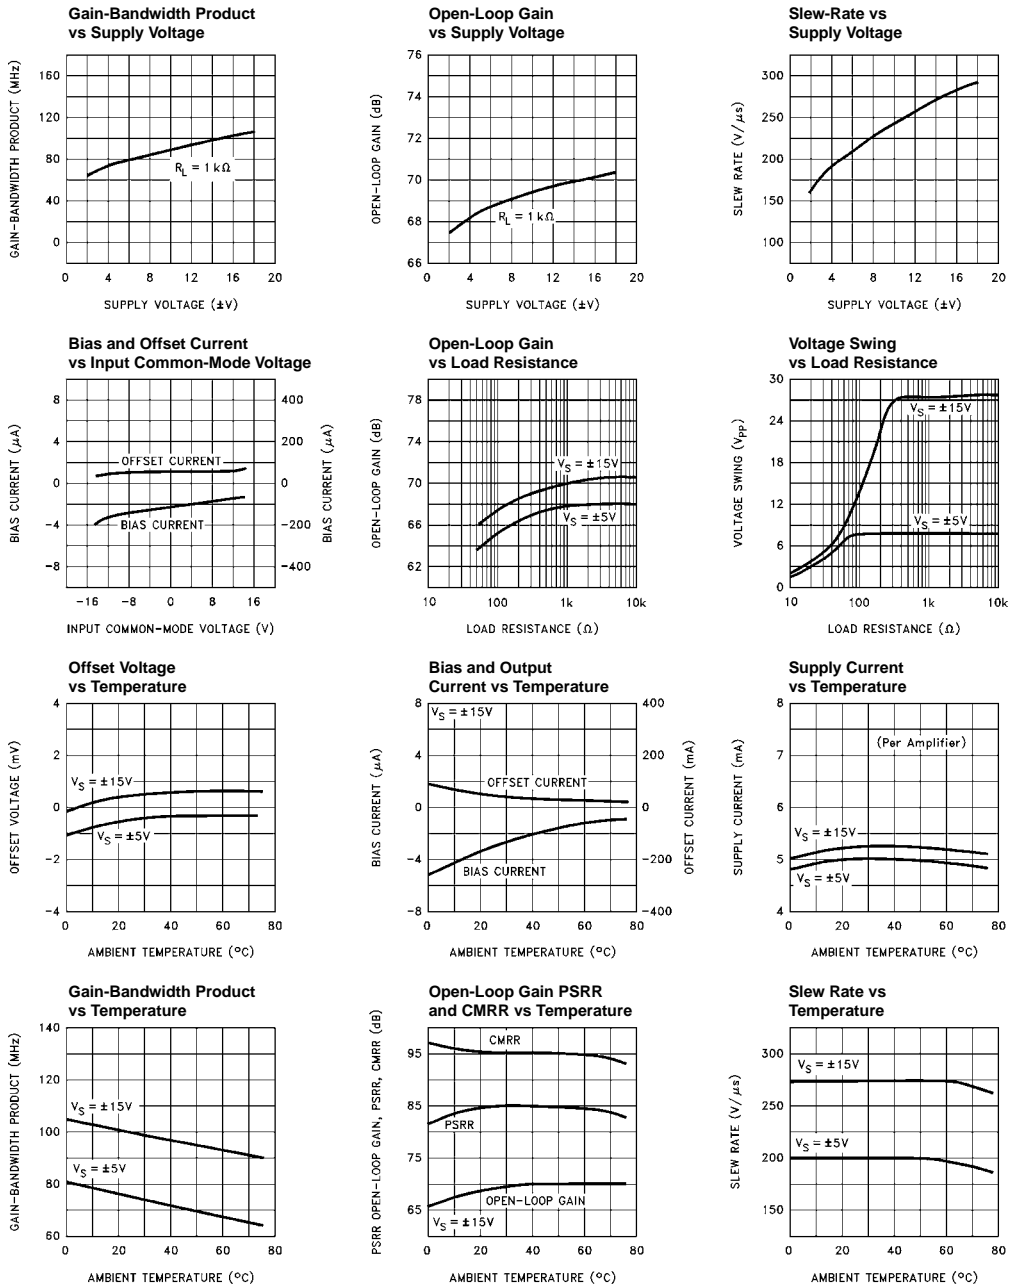 Gain-Bandwidth Product
vs Supply Voltage
GAIN-BANDWIDTH PRODUCT (MHz)
160
120
80
40
0
R_L = 1 kΩ
0 4 8 12 16 20
SUPPLY VOLTAGE (±V)
Open-Loop Gain
vs Supply Voltage
OPEN-LOOP GAIN (dB)
76
74
72
70
68
66
R_L = 1 kΩ
0 4 8 12 16 20
SUPPLY VOLTAGE (±V)
Slew-Rate vs
Supply Voltage
SLEW RATE (V/μs)
300
250
200
150
100
0 4 8 12 16 20
SUPPLY VOLTAGE (±V)
Bias and Offset Current
vs Input Common-Mode Voltage
BIAS CURRENT (μA)
8
4
0
-4
-8
OFFSET CURRENT
BIAS CURRENT
400
200
0
-200
-400
BIAS CURRENT (μA)
-16 -8 0 8 16
INPUT COMMON-MODE VOLTAGE (V)
Open-Loop Gain
vs Load Resistance
OPEN-LOOP GAIN (dB)
78
74
70
66
62
V_S = ±15V
V_S = ±5V
10 100 1k 10k
LOAD RESISTANCE (Ω)
Voltage Swing
vs Load Resistance
VOLTAGE SWING (V_PP)
30
24
18
12
6
0
V_S = ±15V
V_S = ±5V
10 100 1k 10k
LOAD RESISTANCE (Ω)
Offset Voltage
vs Temperature
OFFSET VOLTAGE (mV)
4
2
0
-2
-4
V_S = ±15V
V_S = ±5V
0 20 40 60 80
AMBIENT TEMPERATURE (°C)
Bias and Output
Current vs Temperature
BIAS CURRENT (μA)
8
4
0
-4
-8
V_S = ±15V
OFFSET CURRENT
BIAS CURRENT
400
200
0
-200
-400
OFFSET CURRENT (mA)
0 20 40 60 80
AMBIENT TEMPERATURE (°C)
Supply Current
vs Temperature
SUPPLY CURRENT (mA)
8
7
6
5
4
(Per Amplifier)
V_S = ±15V
V_S = ±5V
0 20 40 60 80
AMBIENT TEMPERATURE (°C)
Gain-Bandwidth Product
vs Temperature
GAIN-BANDWIDTH PRODUCT (MHz)
140
120
100
80
60
V_S = ±15V
V_S = ±5V
0 20 40 60 80
AMBIENT TEMPERATURE (°C)
Open-Loop Gain PSRR
and CMRR vs Temperature
PSRR OPEN-LOOP GAIN, PSRR, CMRR (dB)
95
85
75
65
CMRR
PSRR
OPEN-LOOP GAIN
V_S = ±15V
0 20 40 60 80
AMBIENT TEMPERATURE (°C)
Slew Rate vs
Temperature
SLEW RATE (V/μs)
300
250
200
150
V_S = ±15V
V_S = ±5V
0 20 40 60 80
AMBIENT TEMPERATURE (°C)